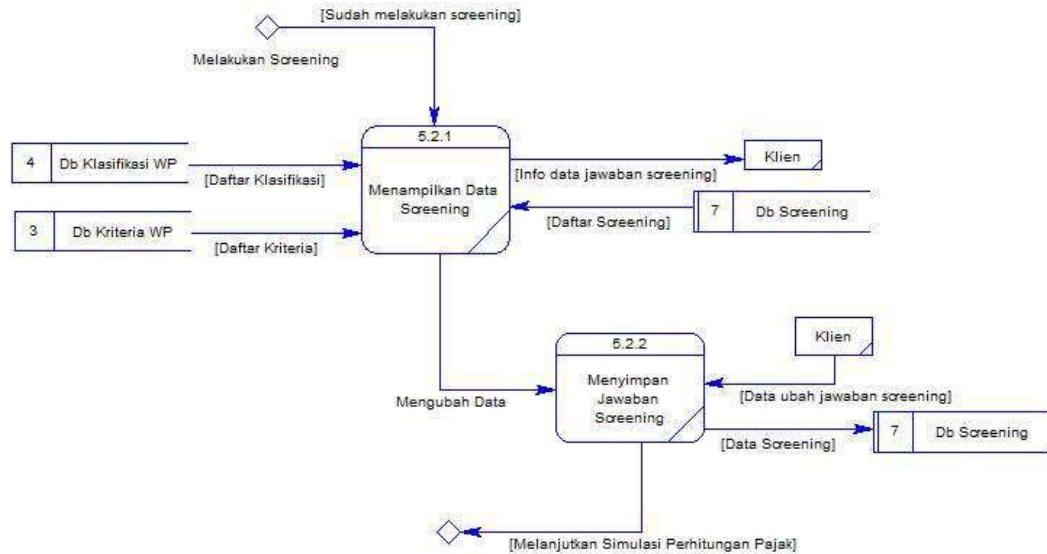 [Sudah melakukan screening]
Melakukan Screening
5.2.1
Menampilkan Data
Screening
4
Db Klasifikasi WP
[Daftar Klasifikasi]
3
Db Kriteria WP
[Daftar Kriteria]
Klien
[Info data jawaban screening]
7
Db Screening
[Daftar Screening]
Mengubah Data
5.2.2
Menyimpan
Jawaban
Screening
Klien
[Data ubah jawaban screening]
7
Db Screening
[Data Screening]
[Melanjutkan Simulasi Perhitungan Pajak]